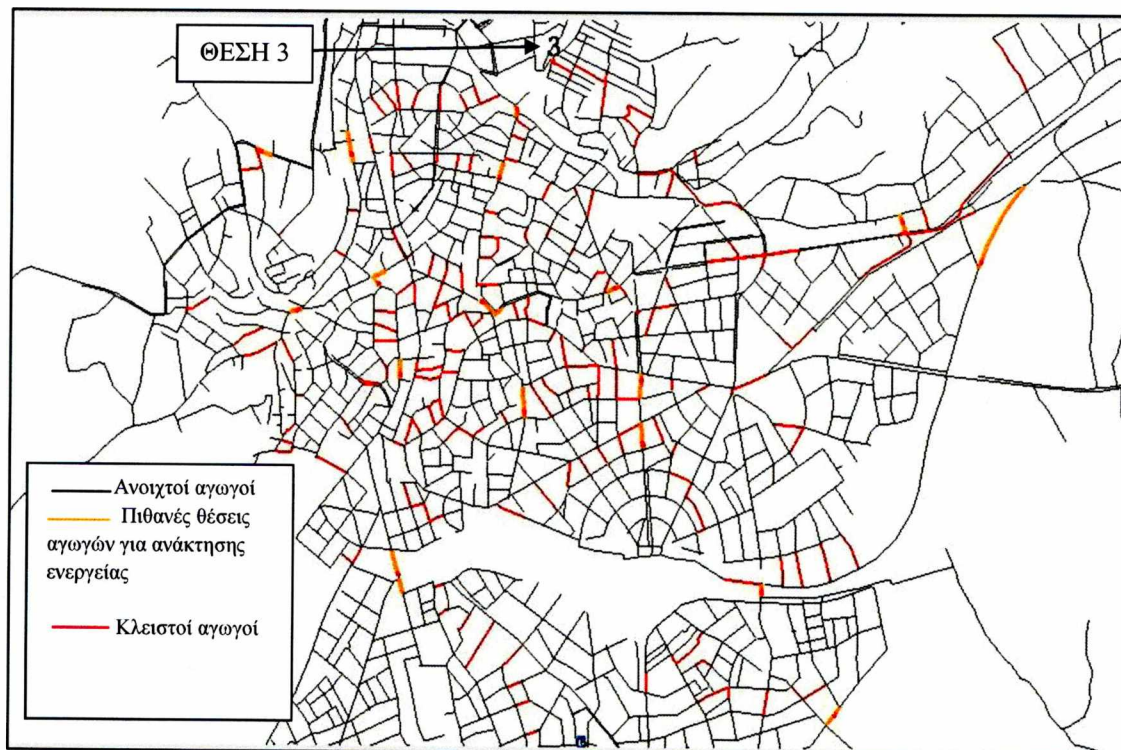 ΘΕΣΗ 3
3
Ανοιχτοί αγωγοί
Πιθανές θέσεις
αγωγών για ανάκτησης
ενεργείας
Κλειστοί αγωγοί